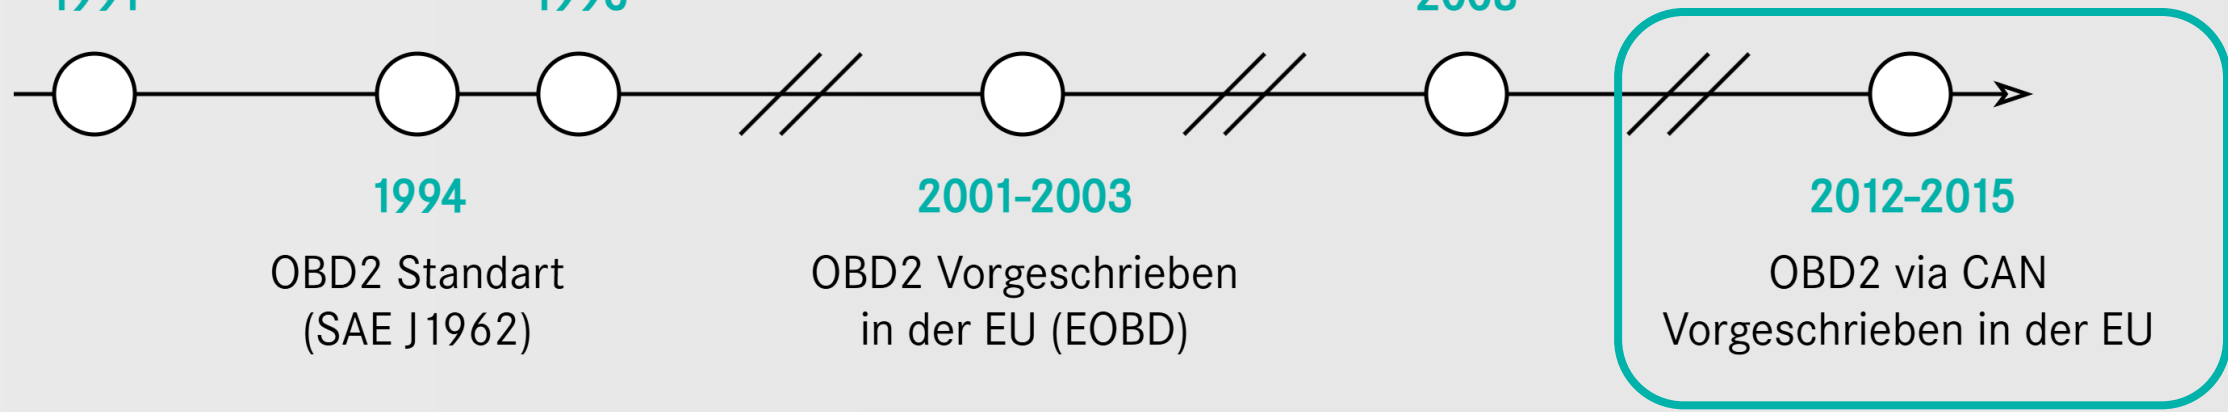 1994
OBD2 Standart
(SAE J1962)
2001-2003
OBD2 Vorgeschrieben
in der EU (EOBD)
2012-2015
OBD2 via CAN
Vorgeschrieben in der EU